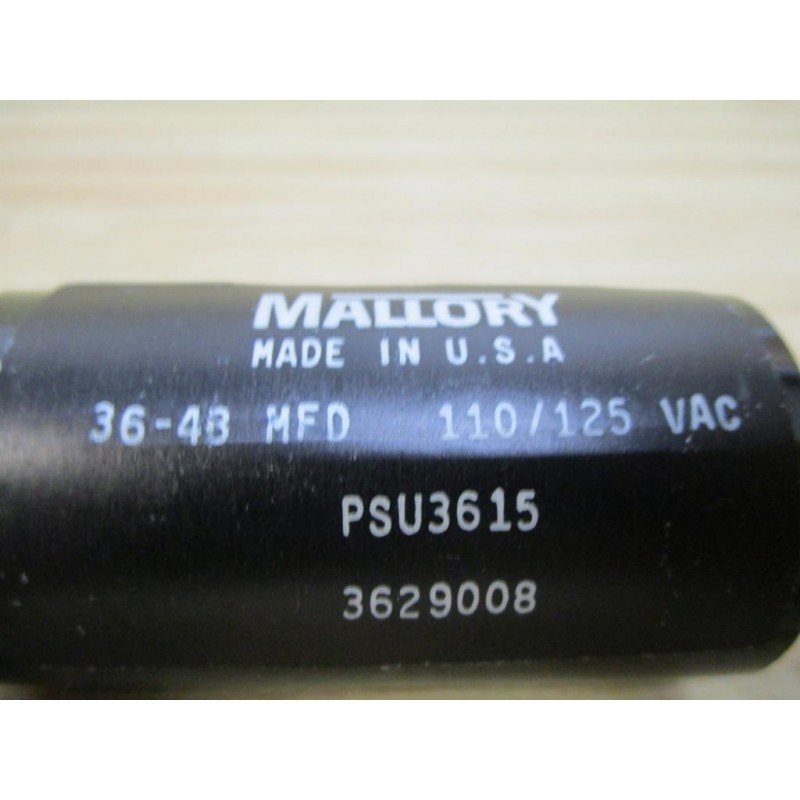 MALLORY
MADE IN U.S.A
36-43 MFD 110/125 VAC
PSU3615
3629008